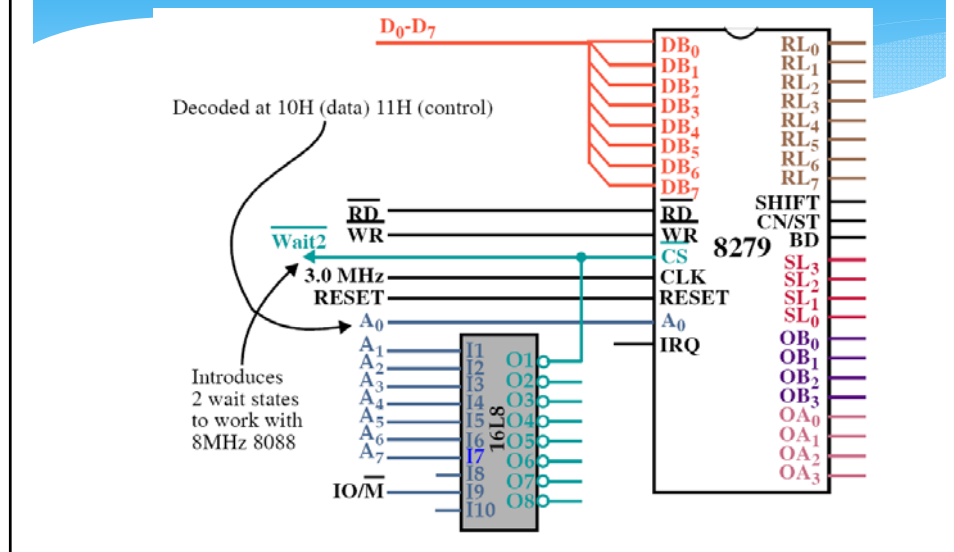 D₀-D₇
Decoded at 10H (data) 11H (control)
DB₀
DB₁
DB₂
DB₃
DB₄
DB₅
DB₆
DB₇
RD
WR
CS
CLK
RESET
A₀
IRQ
8279
RL₀
RL₁
RL₂
RL₃
RL₄
RL₅
RL₆
RL₇
SHIFT
CN/ST
BD
SL₃
SL₂
SL₁
SL₀
OB₀
OB₁
OB₂
OB₃
OA₀
OA₁
OA₂
OA₃
RD
WR
Wait2
3.0 MHz
RESET
A₀
A₁
A₂
A₃
A₄
A₅
A₆
A₇
IO/M
Introduces
2 wait states
to work with
8MHz 8088
I1
I2
I3
I4
I5
I6
I7
I8
I9
I10
16L8
O1
O2
O3
O4
O5
O6
O7
O8